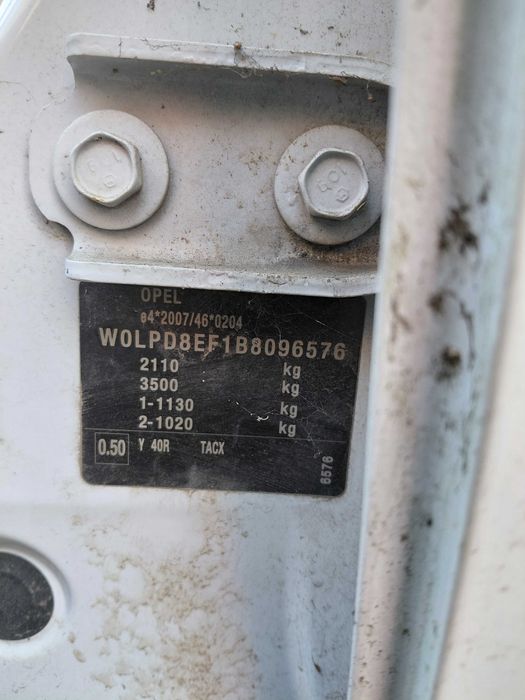 OPEL
e4*2007/46*0204
W0LPD8EF1B8096576
2110 kg
3500 kg
1-1130 kg
2-1020 kg
0.50 Y 40R TACX
6576